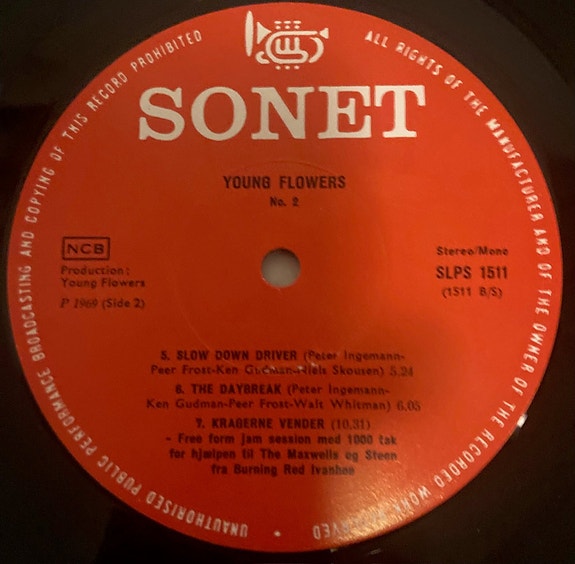 UNAUTHORISED PUBLIC PERFORMANCE BROADCASTING AND COPYING OF THIS RECORD PROHIBITED
ALL RIGHTS OF THE MANUFACTURER AND OF THE OWNER OF THE RECORDED WORK RESERVED
SONET
YOUNG FLOWERS
No. 2
NCB
Production:
Young Flowers
P 1969 (Side 2)
Stereo/Mono
SLPS 1511
(1511 B/S)
5. SLOW DOWN DRIVER (Peter Ingemann-
Peer Frost-Ken Gudman-Niels Skousen) 5.24
6. THE DAYBREAK (Peter Ingemann-
Ken Gudman-Peer Frost-Walt Whitman) 6.05
7. KRAGERNE VENDER (10.31)
- Free form jam session med 1000 tak
for hjælpen til The Maxwells og Steen
fra Burning Red Ivanhoe